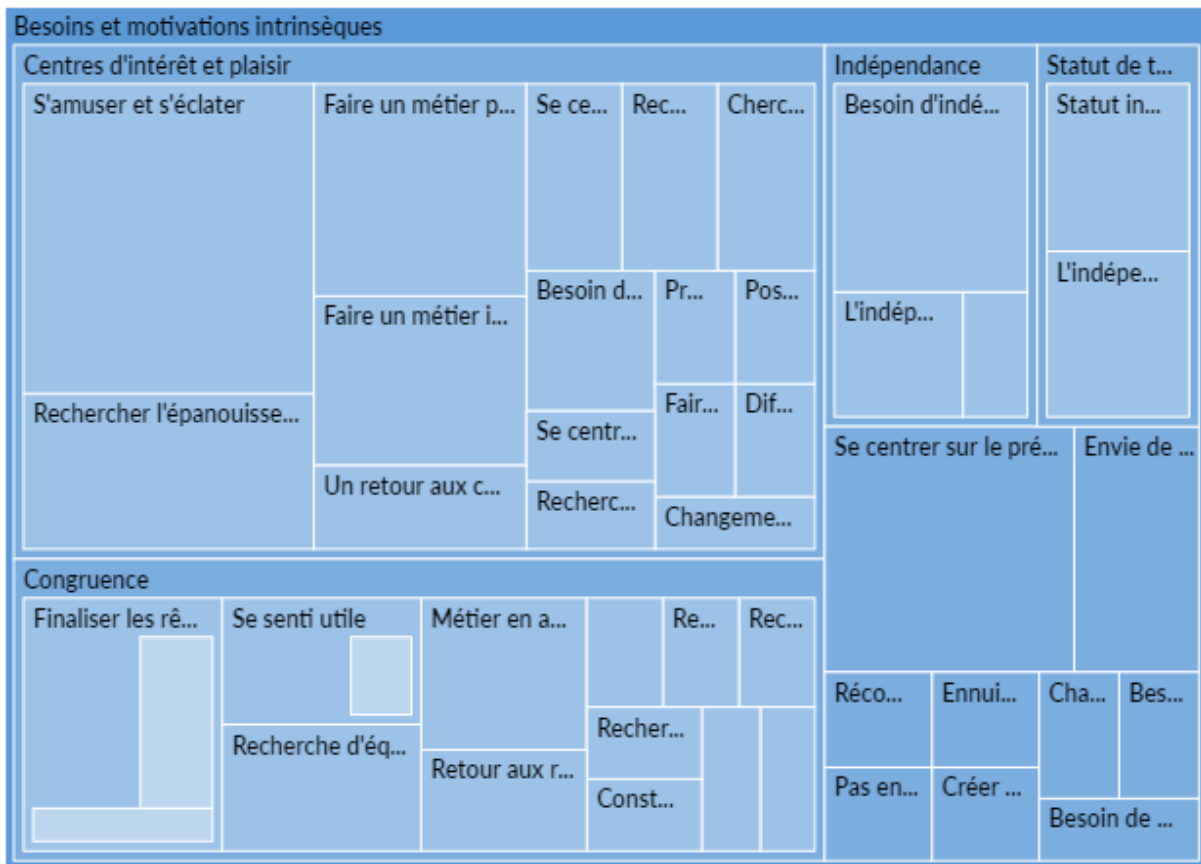 Besoins et motivations intrinsèques
Centres d'intérêt et plaisir
S'amuser et s'éclater
Faire un métier p...
Se ce...
Rec...
Cherc...
Faire un métier i...
Besoin d...
Pr...
Pos...
Rechercher l'épanouisse...
Se centr...
Fair...
Dif...
Un retour aux c...
Recherc...
Changeme...
Indépendance
Besoin d'indé...
L'indép...
Statut de t...
Statut in...
L'indépe...
Congruence
Finaliser les rê...
Se senti utile
Métier en a...
Re...
Rec...
Recherche d'éq...
Retour aux r...
Recher...
Const...
Se centrer sur le pré...
Envie de ...
Réco...
Ennui...
Cha...
Bes...
Pas en...
Créer ...
Besoin de ...